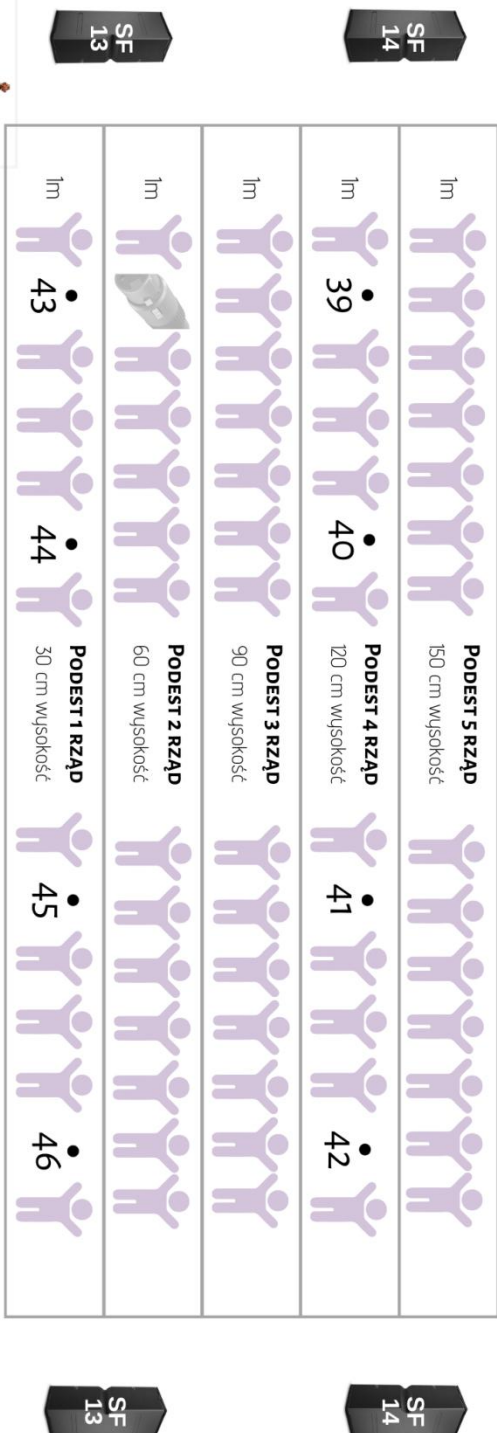 1m
PODEST 5 RZĄD
150 cm wysokość
SF
14
SF
14
1m
39
40
PODEST 4 RZĄD
120 cm wysokość
41
42
1m
PODEST 3 RZĄD
90 cm wysokość
1m
PODEST 2 RZĄD
60 cm wysokość
SF
13
SF
13
1m
43
44
PODEST 1 RZĄD
30 cm wysokość
45
46